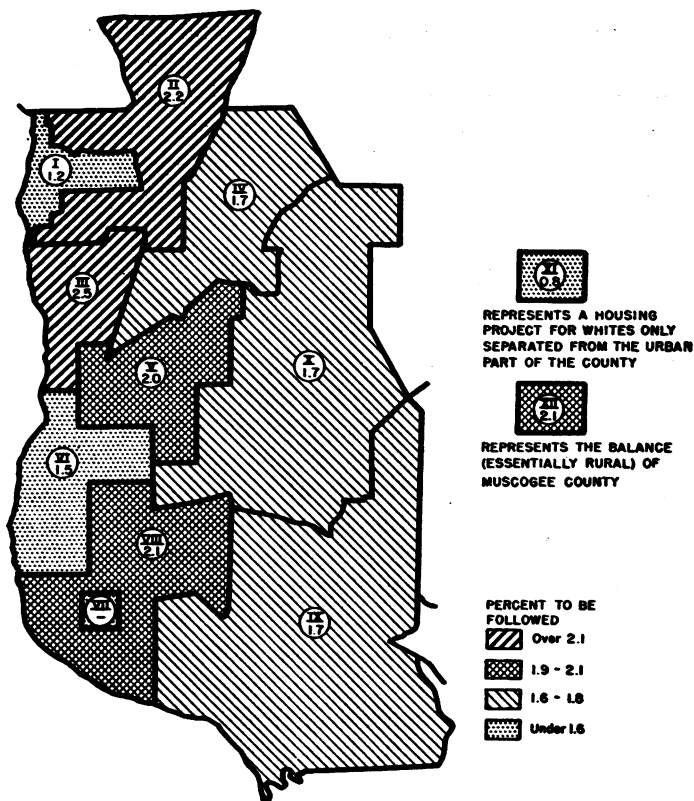 II
2.2
I
1.2
IV
1.7
III
2.5
V
2.0
X
1.7
VI
1.5
VIII
2.1
VII
–
IX
1.7
XI
0.8
REPRESENTS A HOUSING
PROJECT FOR WHITES ONLY
SEPARATED FROM THE URBAN
PART OF THE COUNTY
XII
2.1
REPRESENTS THE BALANCE
(ESSENTIALLY RURAL) OF
MUSCOGEE COUNTY
PERCENT TO BE
FOLLOWED
Over 2.1
1.9 - 2.1
1.6 - 1.8
Under 1.6